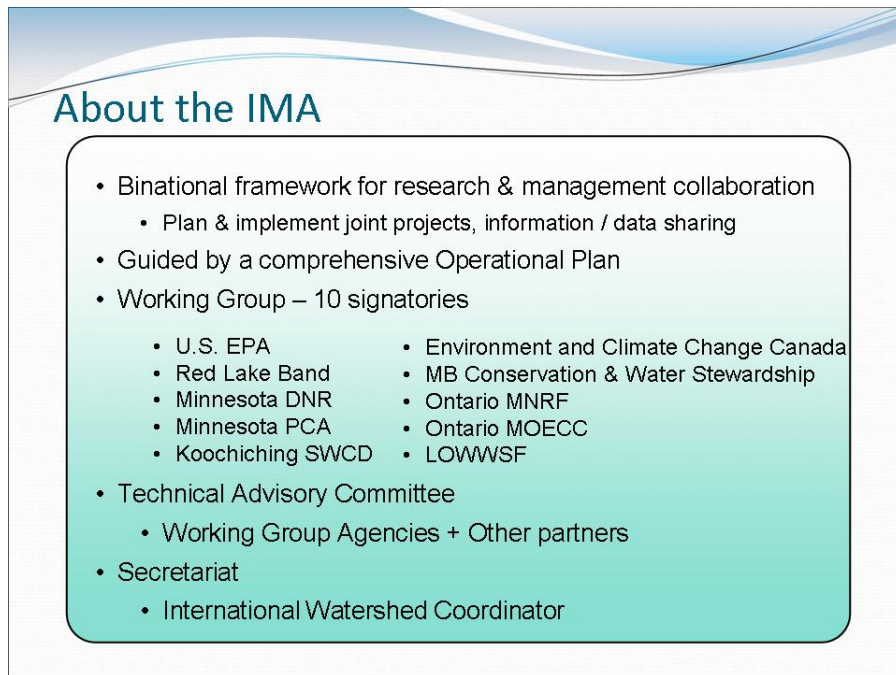 About the IMA
• Binational framework for research & management collaboration
• Plan & implement joint projects, information / data sharing
• Guided by a comprehensive Operational Plan
• Working Group – 10 signatories
• U.S. EPA
• Red Lake Band
• Minnesota DNR
• Minnesota PCA
• Koochiching SWCD
• Environment and Climate Change Canada
• MB Conservation & Water Stewardship
• Ontario MNRF
• Ontario MOECC
• LOWWSF
• Technical Advisory Committee
• Working Group Agencies + Other partners
• Secretariat
• International Watershed Coordinator